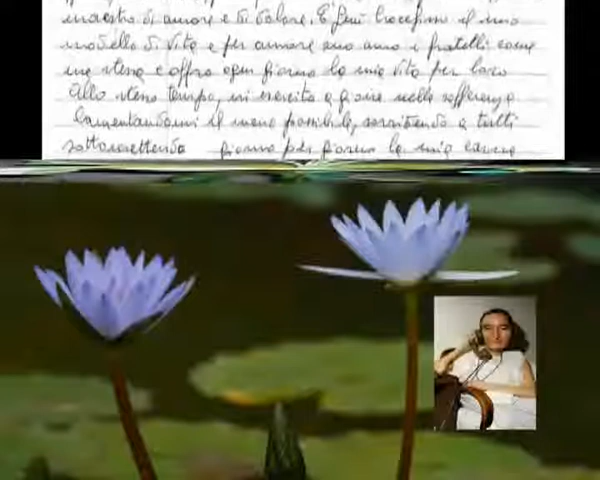 maestro di amore e di dolore. È Gesù Crocefisso il mio
modello di vita e per amore suo amo i fratelli come
me stessa e offro ogni giorno la mia vita per loro
Allo stesso tempo, mi esercito a gioire nella sofferenza
lamentandomi il meno possibile, sorridendo a tutti
sottomettendo giorno per giorno la mia carne